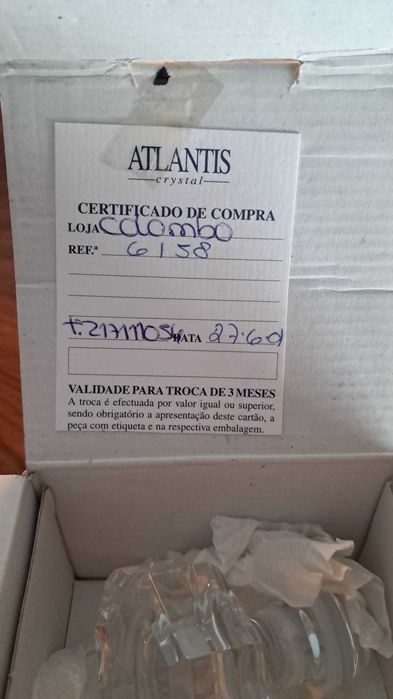 ATLANTIS
crystal
CERTIFICADO DE COMPRA
LOJA Colombo
REF.ª 6158
DATA 27.6.01
VALIDADE PARA TROCA DE 3 MESES
A troca é efectuada por valor igual ou superior,
sendo obrigatório a apresentação deste cartão, a
peça com etiqueta e na respectiva embalagem.